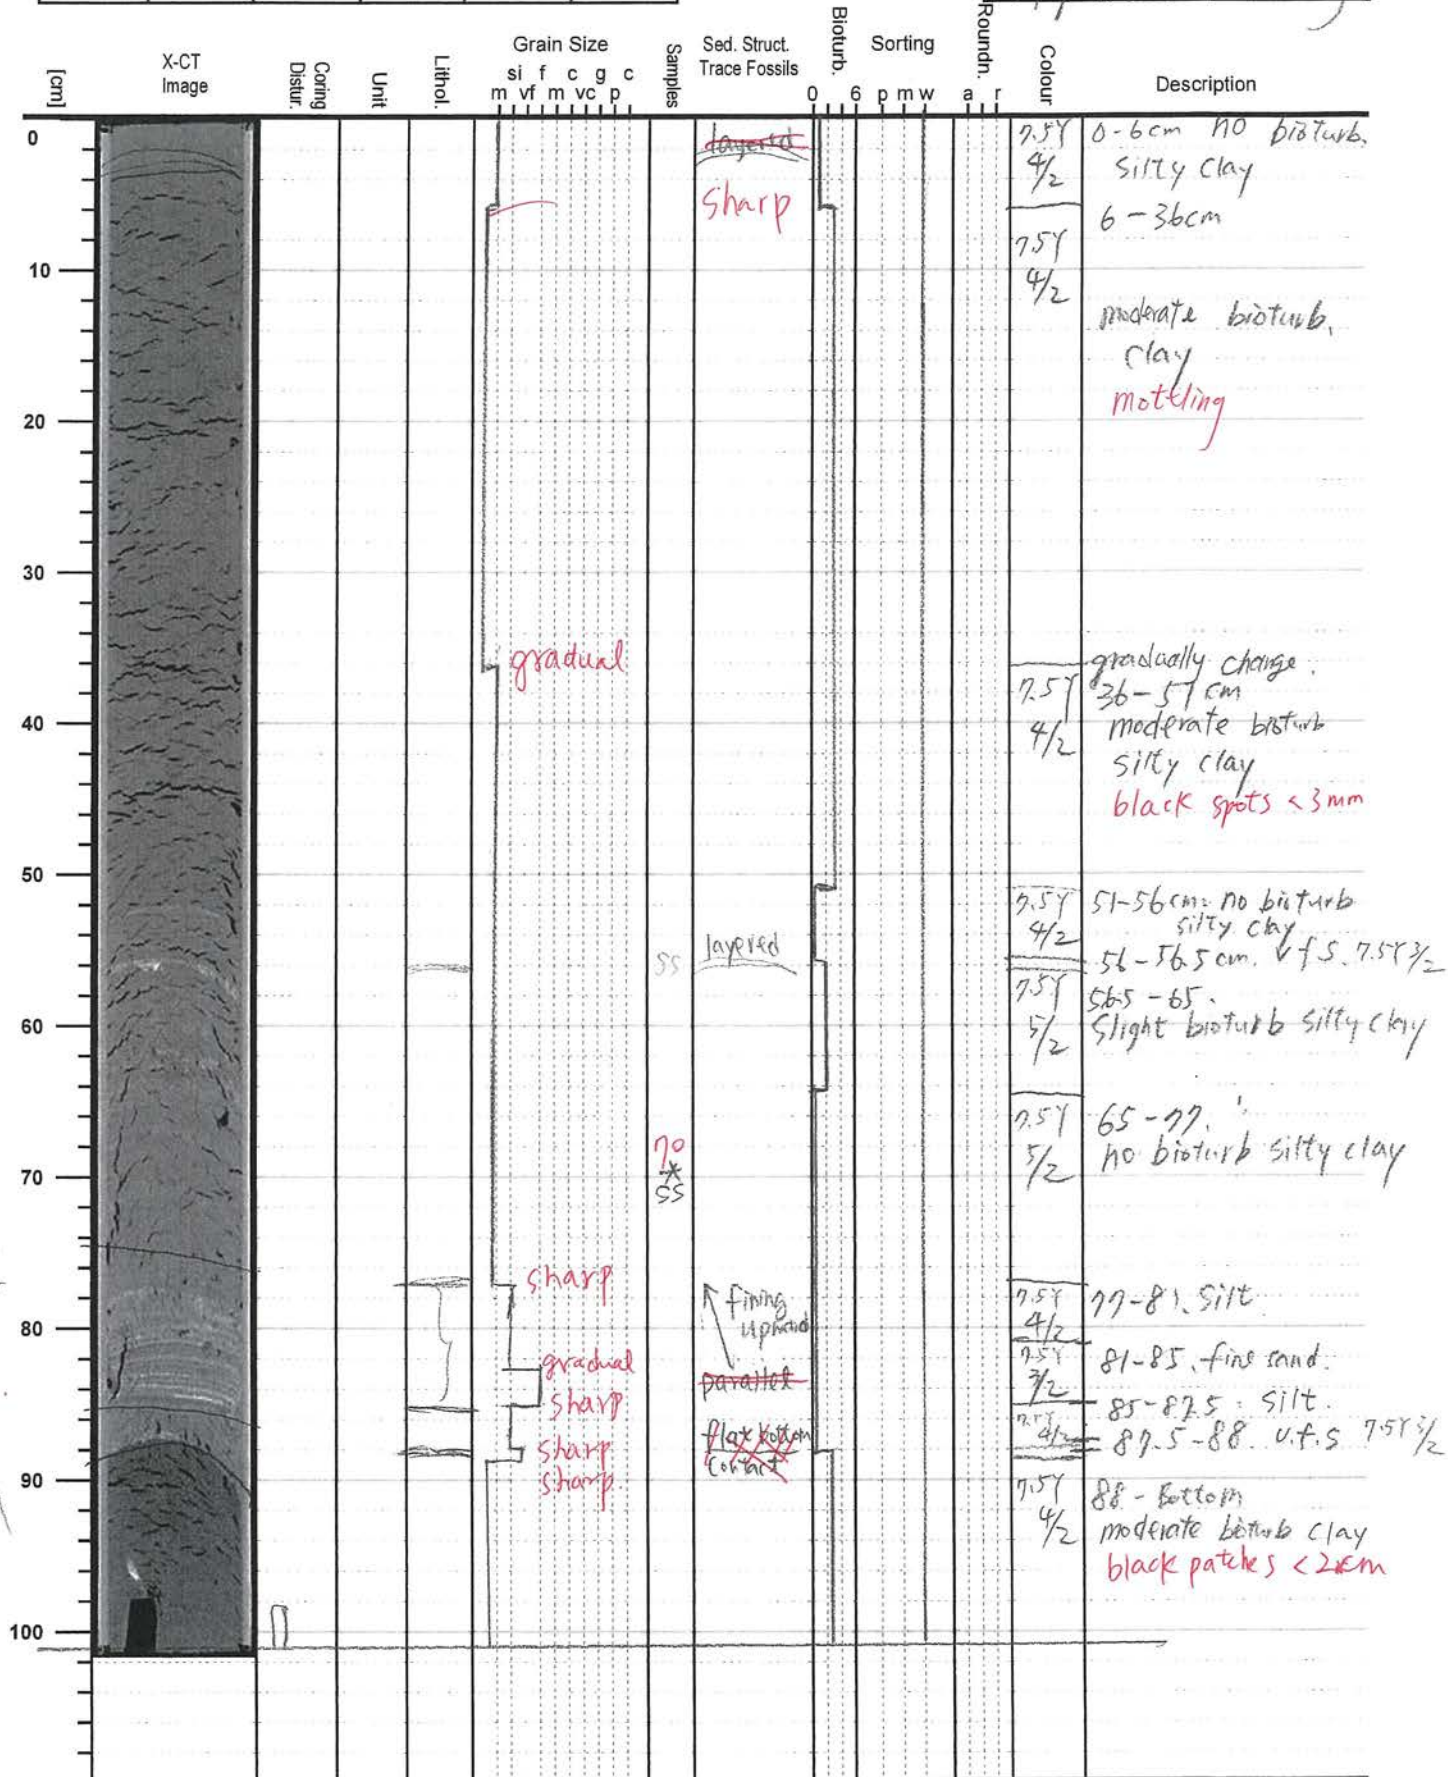 [cm]
X-CT
Image
Coring
Distur.
Unit
Lithol.
Grain Size
si f c g c
m vf m vc p
Samples
Sed. Struct.
Trace Fossils
Bioturb.
0 6
Sorting
p m w
Roundn.
a r
Colour
Description
0
layered
7.5Y
4/2
0-6cm no bioturb.
silty clay
sharp
6-36cm
7.5Y
4/2
10
moderate bioturb.
clay
mottling
20
30
gradual
gradually change.
7.5Y
4/2
36-51 cm
moderate bioturb
silty clay
black spots <3mm
40
50
7.5Y
4/2
51-56cm: no bioturb
silty clay
SS
layered
56-56.5 cm. v f s. 7.5Y 3/2
7.5Y
5/2
56.5-65.
Slight bioturb silty clay
60
7.5Y
5/2
65-77.
no bioturb silty clay
70
70
*
SS
sharp
fining
upward
7.5Y
4/2
77-81. silt
80
gradual
parallel
7.5Y
3/2
81-85. fine sand.
sharp
85-87.5: silt.
flat bottom
contact
7.5Y
4/2
87.5-88. v.f.s 7.5Y 3/2
sharp
sharp.
90
7.5Y
4/2
88-Bottom
moderate bioturb clay
black patches <2cm
100